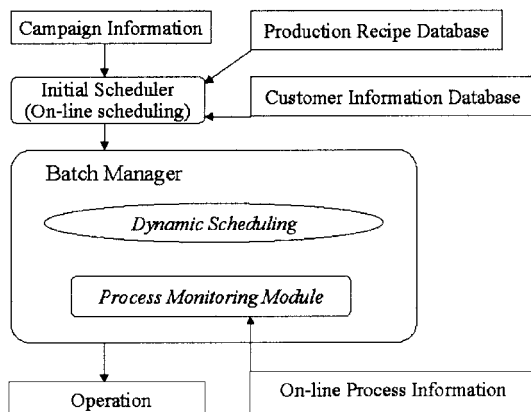 Campaign Information
Production Recipe Database
Initial Scheduler
(On-line scheduling)
Customer Information Database
Batch Manager
Dynamic Scheduling
Process Monitoring Module
Operation
On-line Process Information